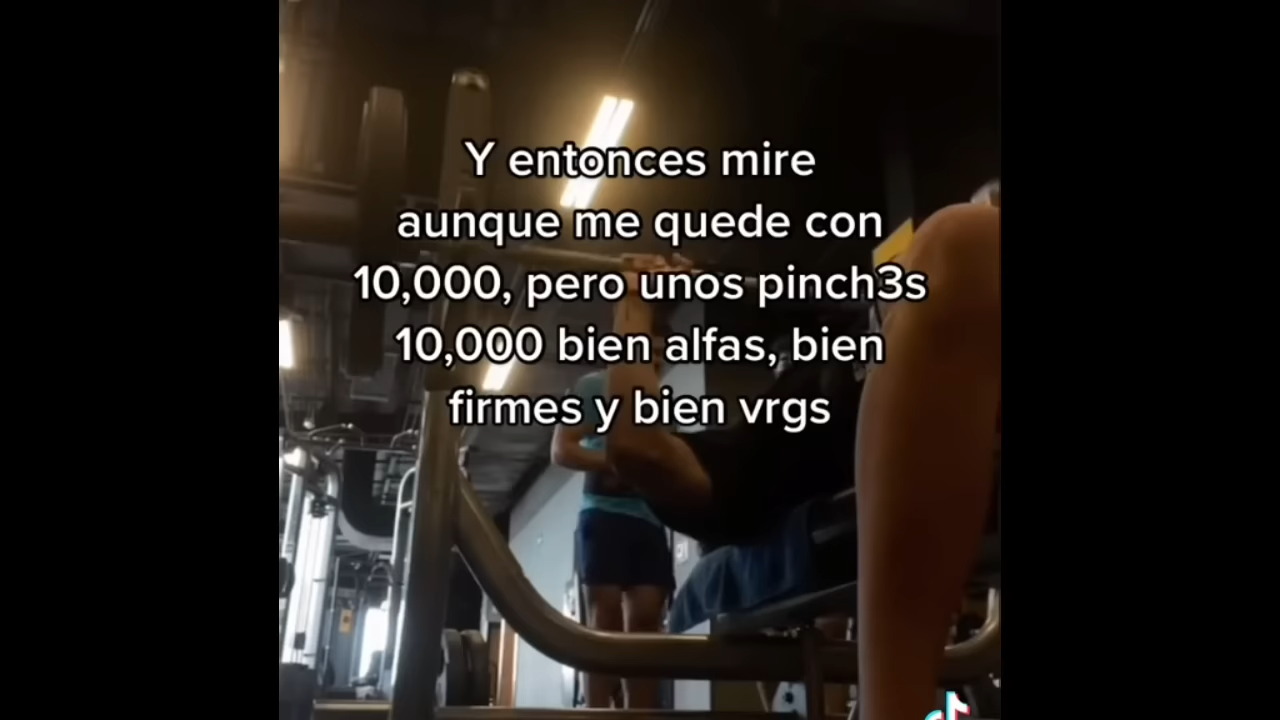 Y entonces mire
aunque me quede con
10,000, pero unos pinch3s
10,000 bien alfas, bien
firmes y bien vrgs